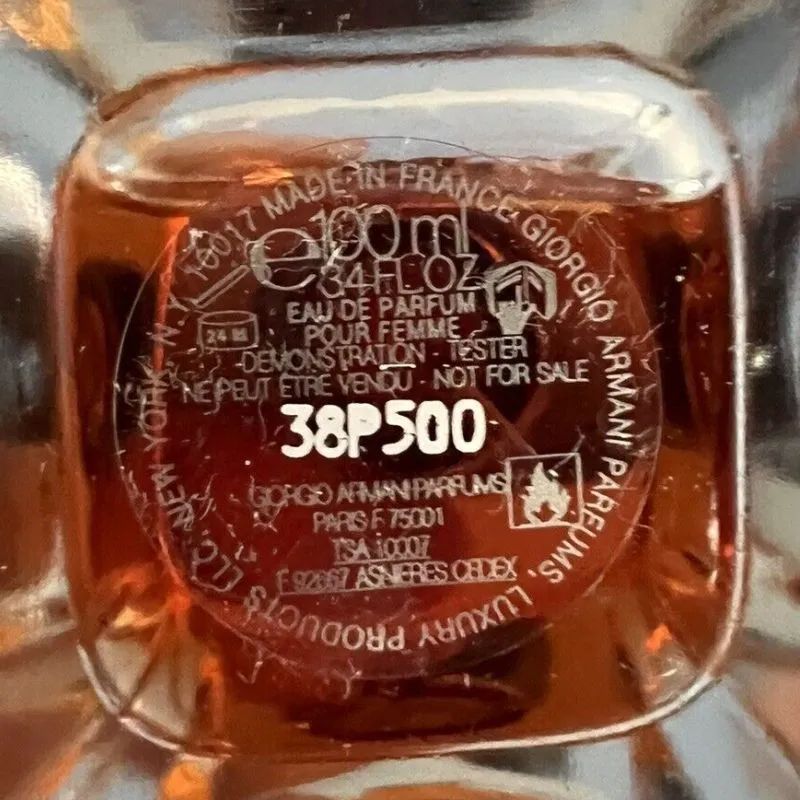 MADE IN FRANCE. GIORGIO ARMANI PARFUMS, LUXURY PRODUCTS LLC, NEW YORK N.Y. 10017
e 100 ml
3.4 FL OZ
EAU DE PARFUM
POUR FEMME
24 M
DEMONSTRATION - TESTER
NE PEUT ETRE VENDU - NOT FOR SALE
38P500
GIORGIO ARMANI PARFUMS
PARIS F 75001
TSA 10007
F 92667 ASNIERES CEDEX